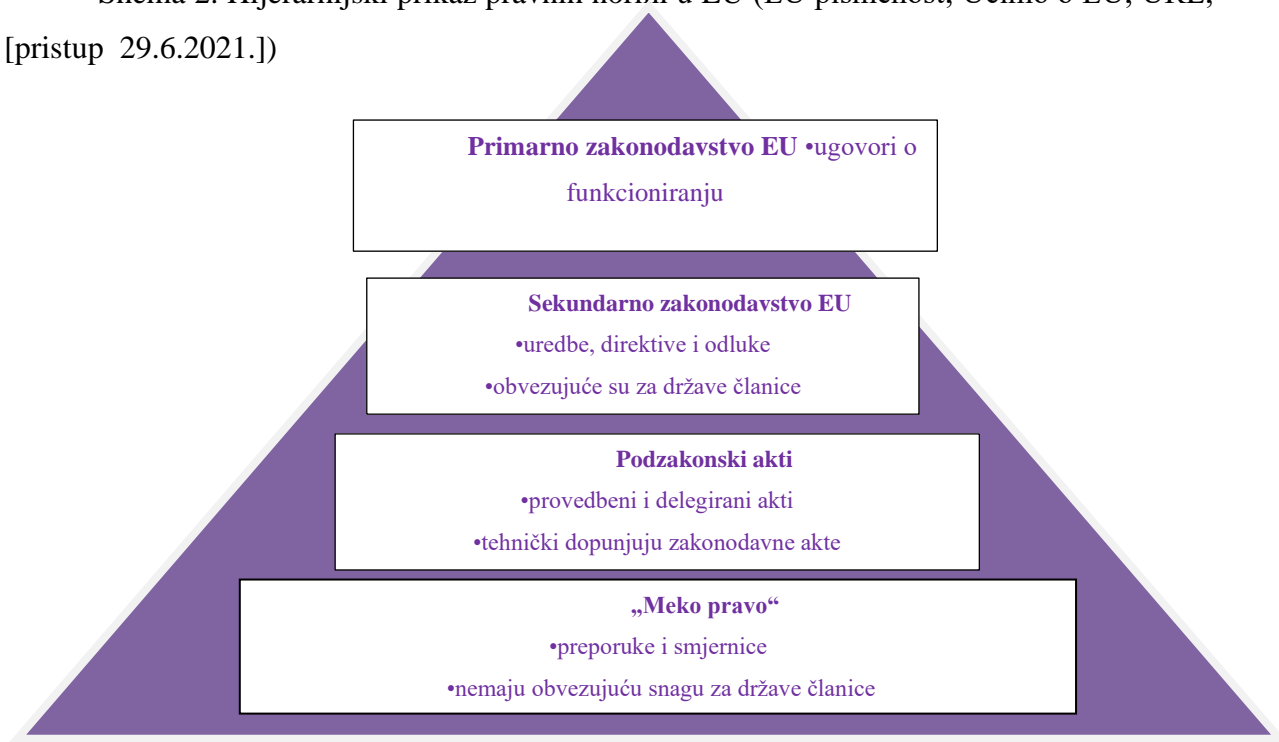 [pristup 29.6.2021.])
Primarno zakonodavstvo EU •ugovori o
funkcioniranju
Sekundarno zakonodavstvo EU
•uredbe, direktive i odluke
•obvezujuće su za države članice
Podzakonski akti
•provedbeni i delegirani akti
•tehnički dopunjuju zakonodavne akte
„Meko pravo“
•preporuke i smjernice
•nemaju obvezujuću snagu za države članice